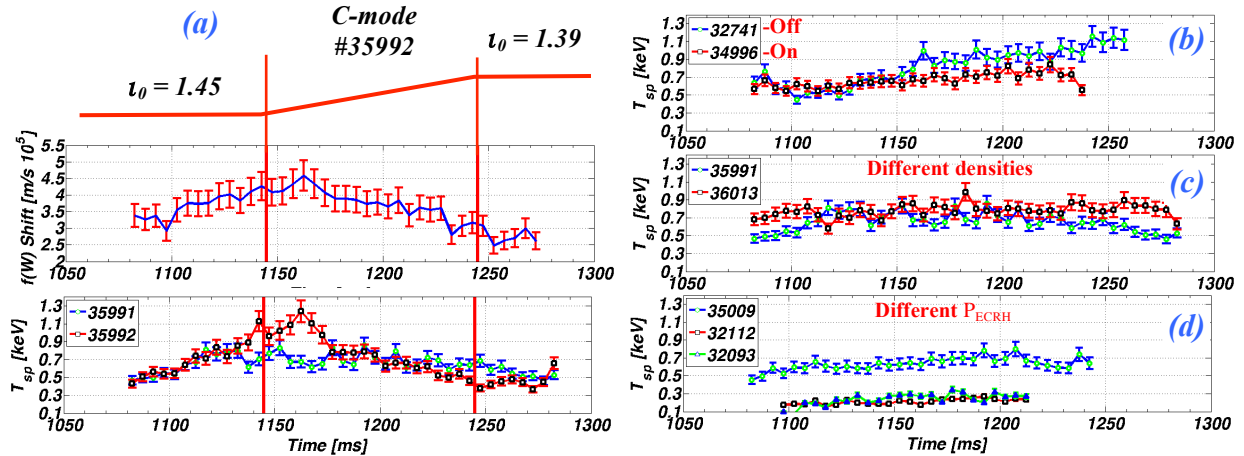 (a)
C-mode
#35992
ι₀ = 1.45
ι₀ = 1.39
f(W) Shift [m/s 10⁵]
5.5
5
4.5
4
3.5
3
2.5
2
1050 1100 1150 1200 1250 1300
35991
35992
T_sp [keV]
1.3
1.1
0.9
0.7
0.5
0.3
0.1
1050 1100 1150 1200 1250 1300
Time [ms]
(b)
32741 -Off
34996 -On
T_sp [keV]
1.3
1.1
0.9
0.7
0.5
0.3
0.1
1050 1100 1150 1200 1250 1300
(c)
Different densities
35991
36013
T_sp [keV]
1.3
1.1
0.9
0.7
0.5
0.3
0.1
1050 1100 1150 1200 1250 1300
(d)
Different P_ECRH
35009
32112
32093
T_sp [keV]
1.3
1.1
0.9
0.7
0.5
0.3
0.1
1050 1100 1150 1200 1250 1300
Time [ms]